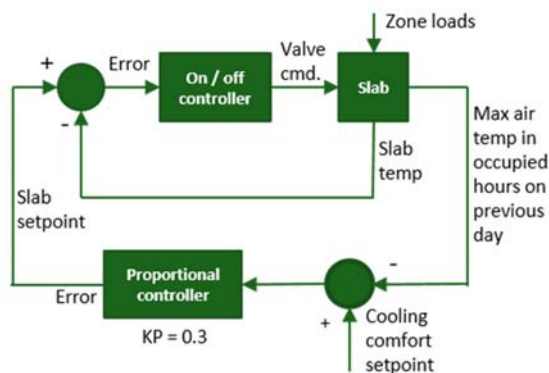 Zone loads
+
Error
On / off
controller
Valve
cmd.
Slab
-
Slab
temp
Max air
temp in
occupied
hours on
previous
day
Slab
setpoint
Error
Proportional
controller
KP = 0.3
-
+
Cooling
comfort
setpoint